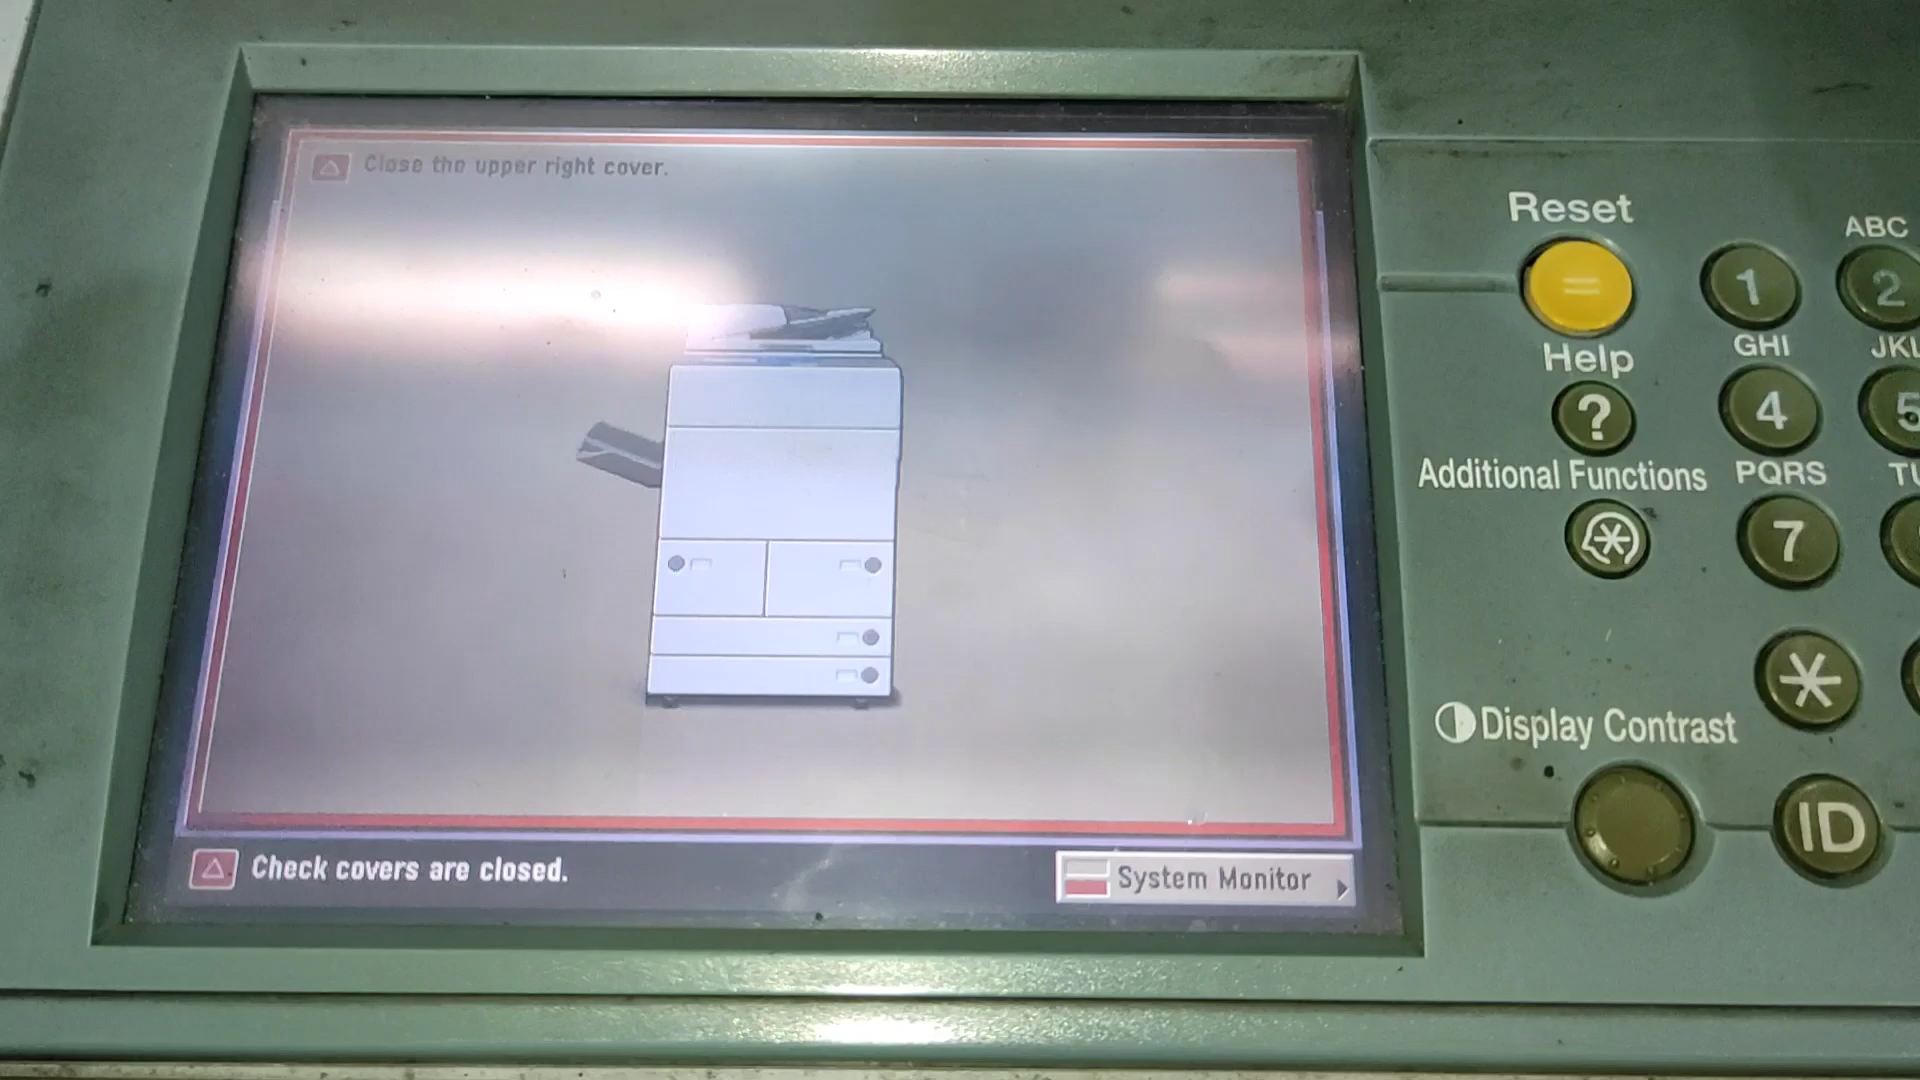 Close the upper right cover.
Check covers are closed.
System Monitor
Reset
ABC
1
2
Help
GHI
JKL
?
4
5
Additional Functions
PQRS
7
Display Contrast
ID